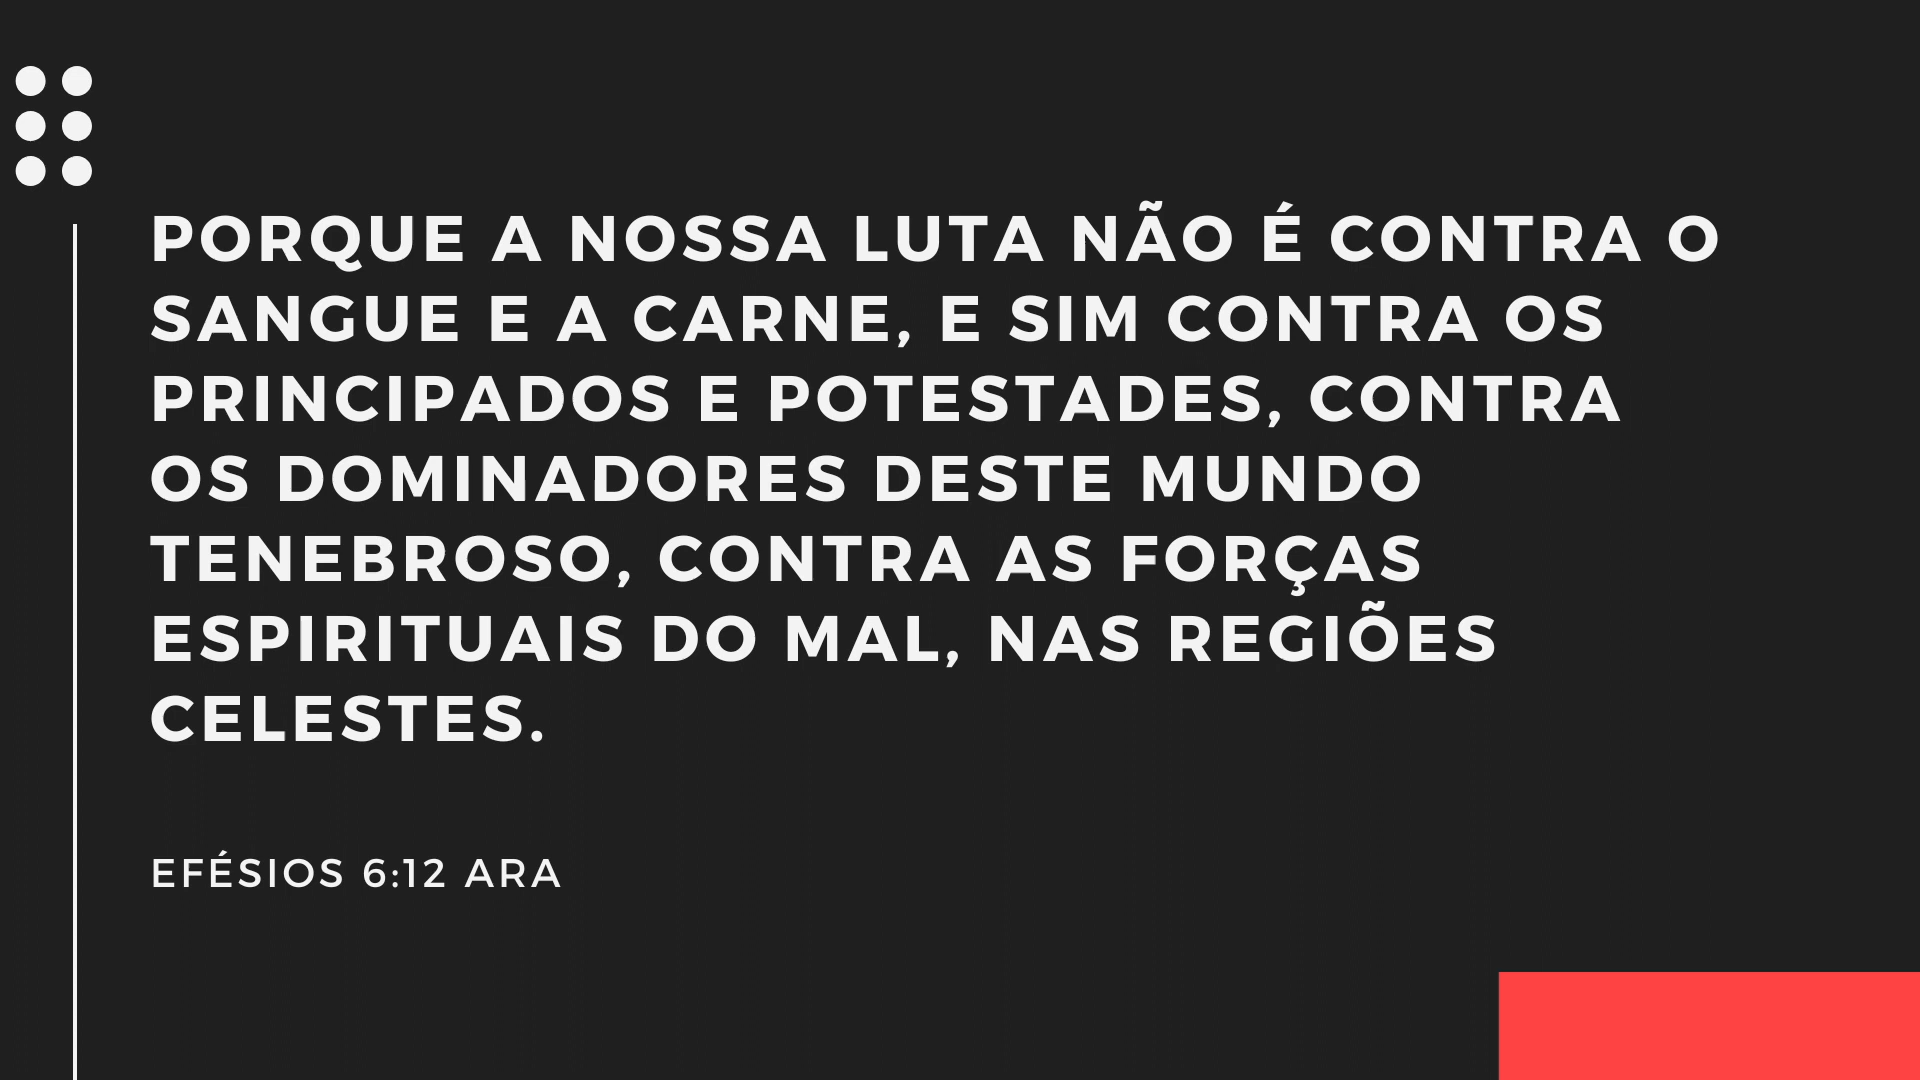 PORQUE A NOSSA LUTA NÃO É CONTRA O
SANGUE E A CARNE, E SIM CONTRA OS
PRINCIPADOS E POTESTADES, CONTRA
OS DOMINADORES DESTE MUNDO
TENEBROSO, CONTRA AS FORÇAS
ESPIRITUAIS DO MAL, NAS REGIÕES
CELESTES.
EFÉSIOS 6:12 ARA